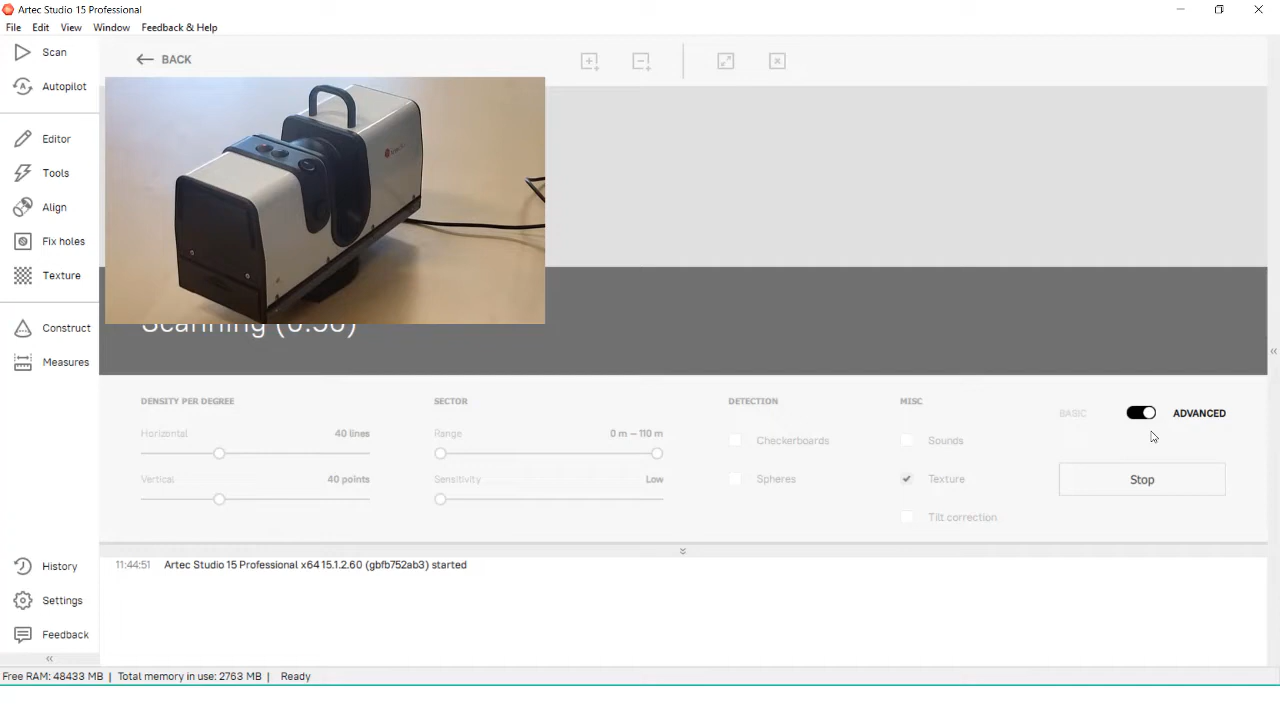 Artec Studio 15 Professional
File Edit View Window Feedback & Help
Scan
Autopilot
Editor
Tools
Align
Fix holes
Texture
Construct
Measures
History
Settings
Feedback
BACK
Scanning
DENSITY PER DEGREE
Horizontal 40 lines
Vertical 40 points
SECTOR
Range 0 m – 110 m
Sensitivity Low
DETECTION
Checkerboards
Spheres
MISC
Sounds
Texture
Tilt correction
BASIC ADVANCED
Stop
11:44:51 Artec Studio 15 Professional x64 15.1.2.60 (gbfb752ab3) started
Free RAM: 48433 MB | Total memory in use: 2763 MB | Ready